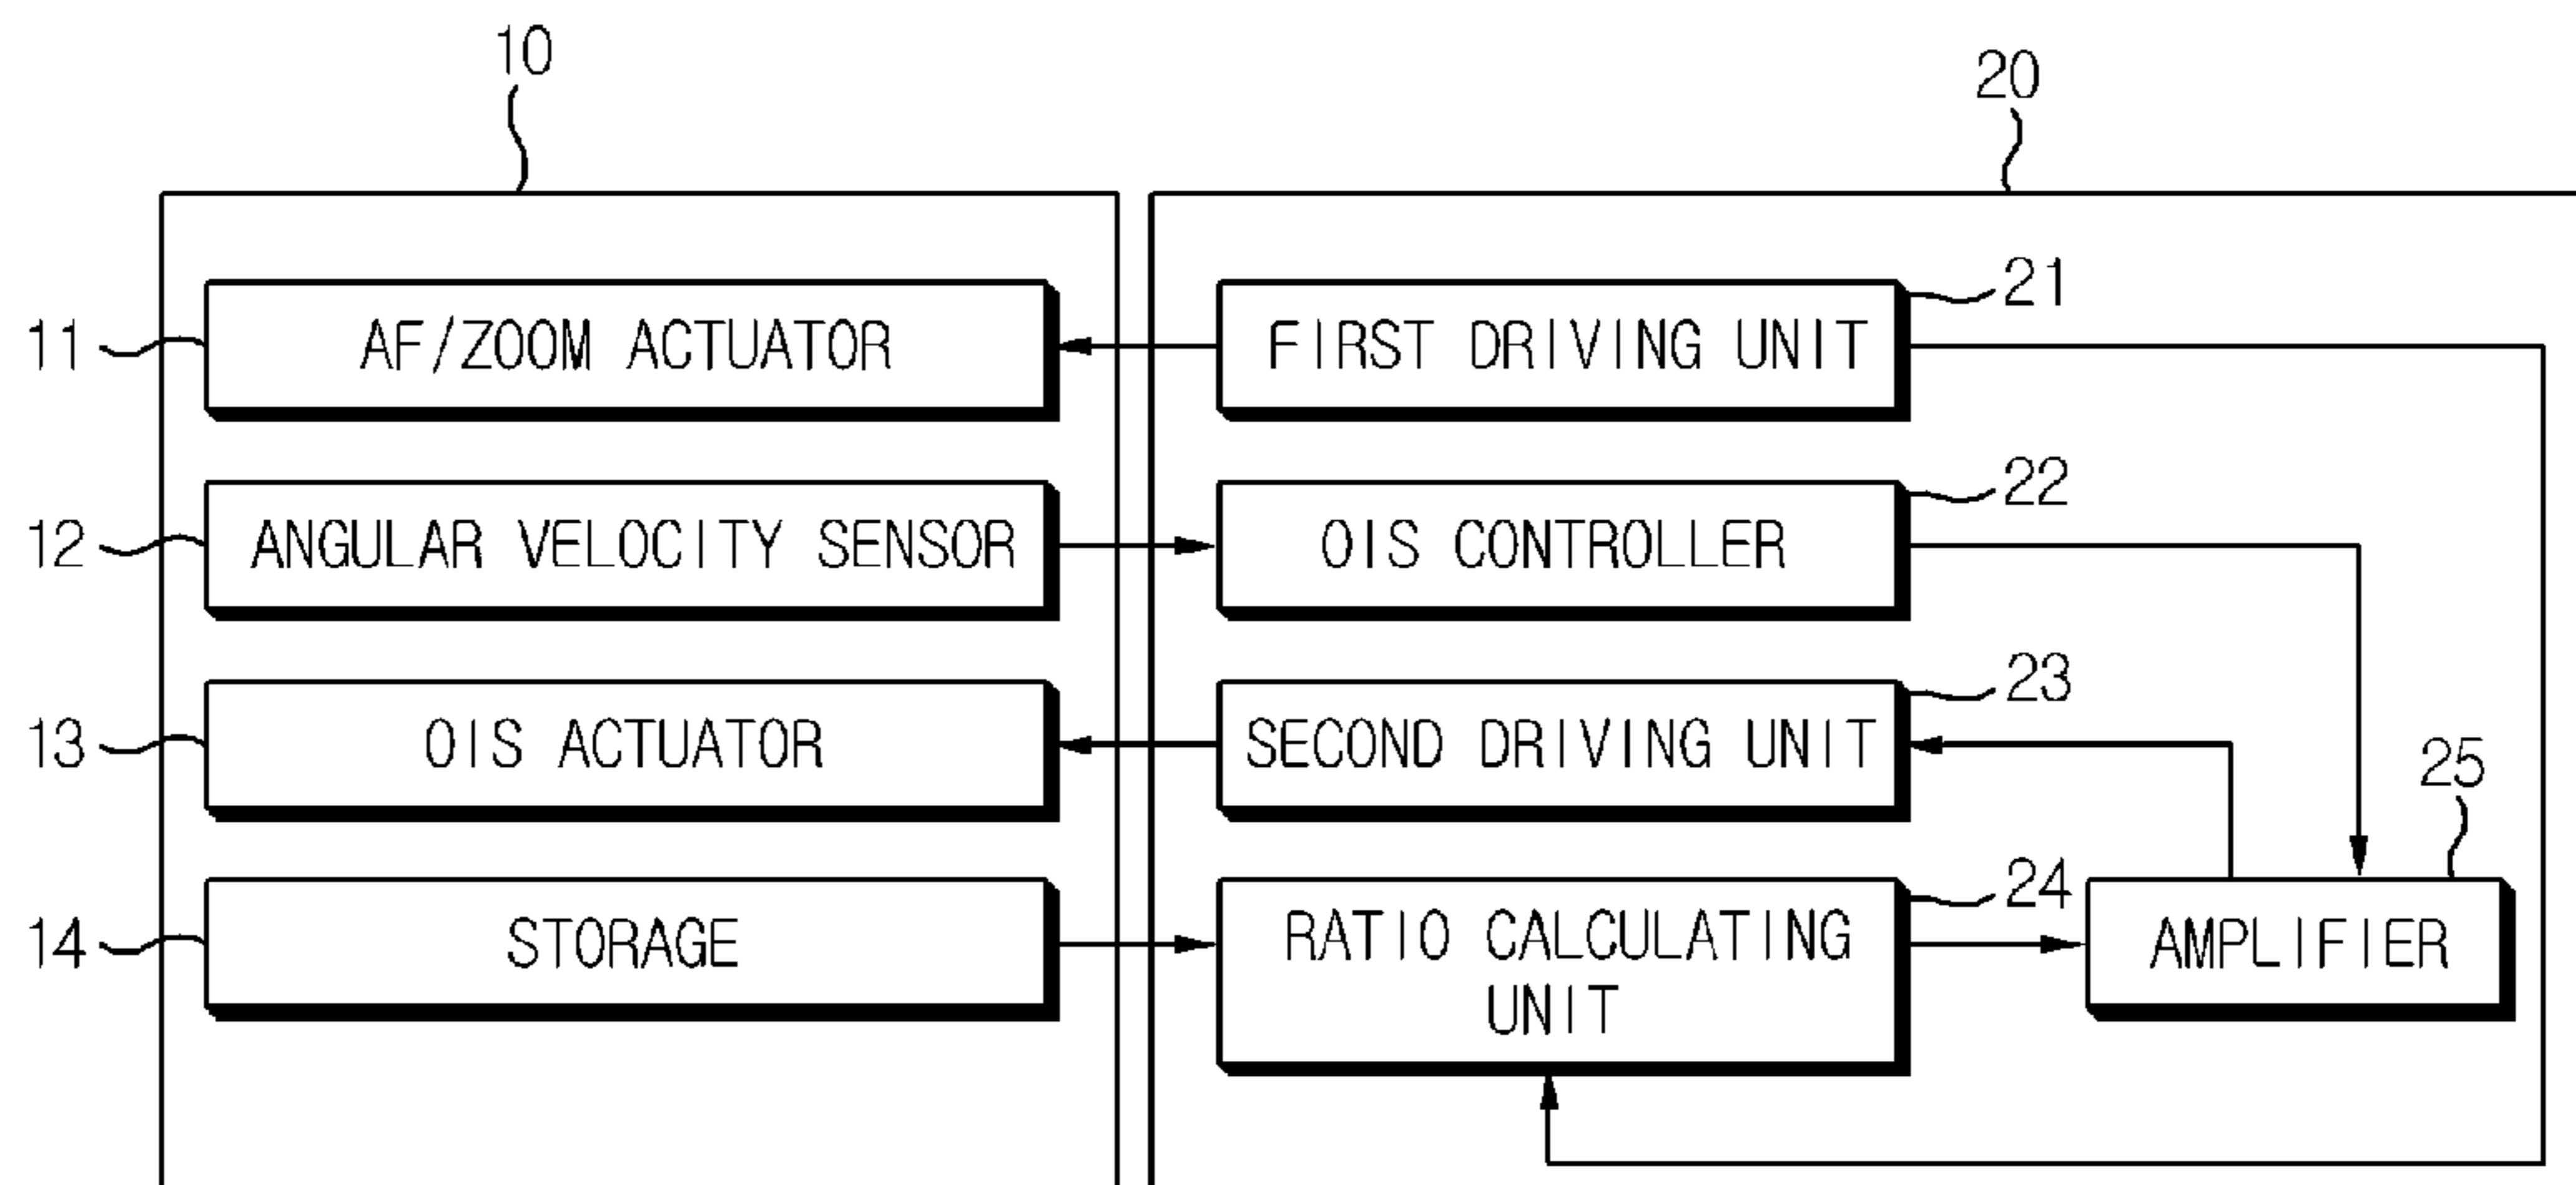 10
20
11
AF/ZOOM ACTUATOR
FIRST DRIVING UNIT
21
12
ANGULAR VELOCITY SENSOR
OIS CONTROLLER
22
13
OIS ACTUATOR
SECOND DRIVING UNIT
23
25
14
STORAGE
RATIO CALCULATING
UNIT
24
AMPLIFIER